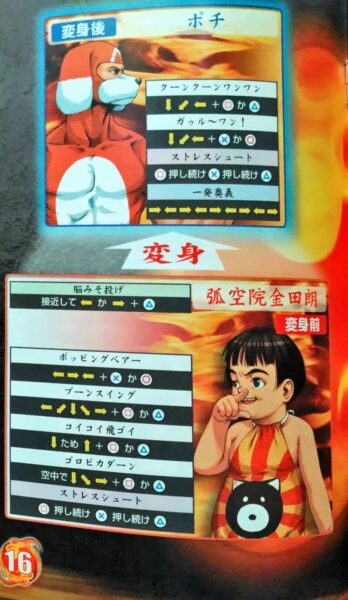 変身後
ポチ
クーンクーンワンワン
↓↙← + □ か △
ガゥル～ワン!
↓↙← + × か ○
ストレスシュート
○ 押し続け × 押し続け △
一発奥義
変身
脳みそ投げ
接近して ← か → + △
弧空院金田朗
変身前
ポッピングベアー
←←← + × か ○
ブーンスイング
←↙↓↘→ + □ か △
コイコイ飛ゴイ
↓ ため ↑ + □ か △
ゴロピカダーン
空中で ↓↘→ + □ か △
ストレスシュート
□ 押し続け × 押し続け △
16